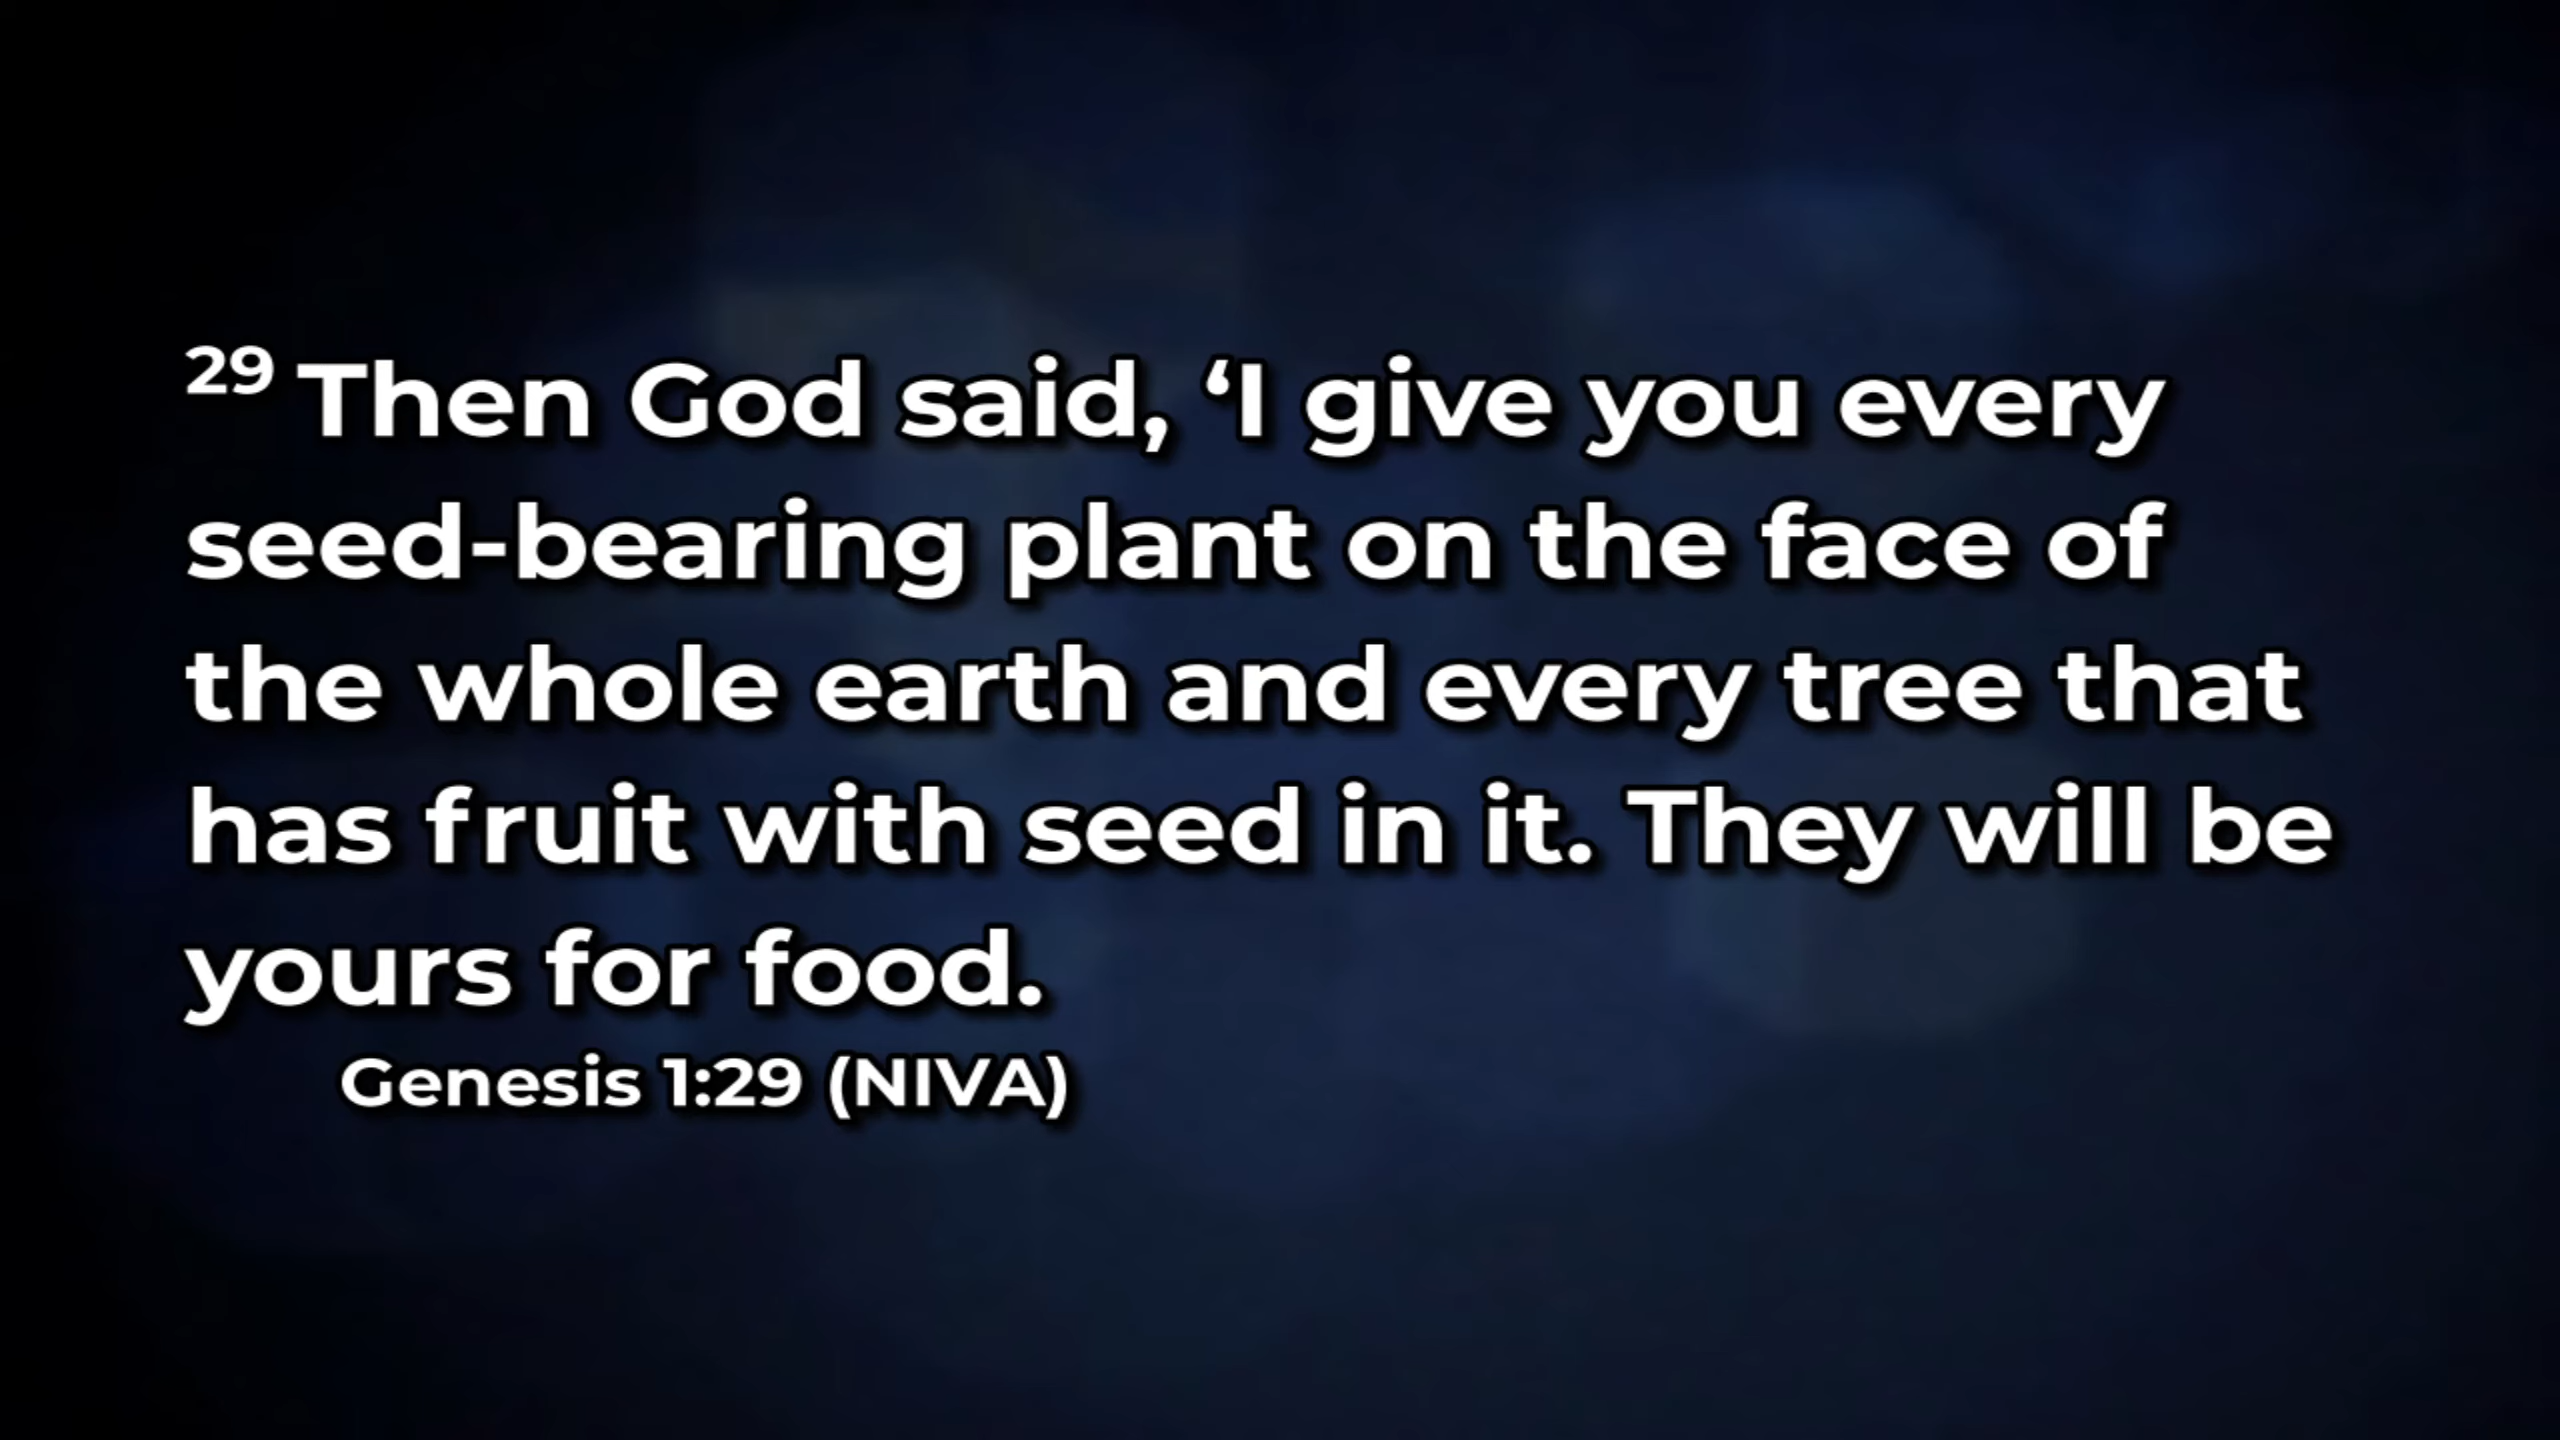 29 Then God said, ‘I give you every
seed-bearing plant on the face of
the whole earth and every tree that
has fruit with seed in it. They will be
yours for food.
Genesis 1:29 (NIVA)